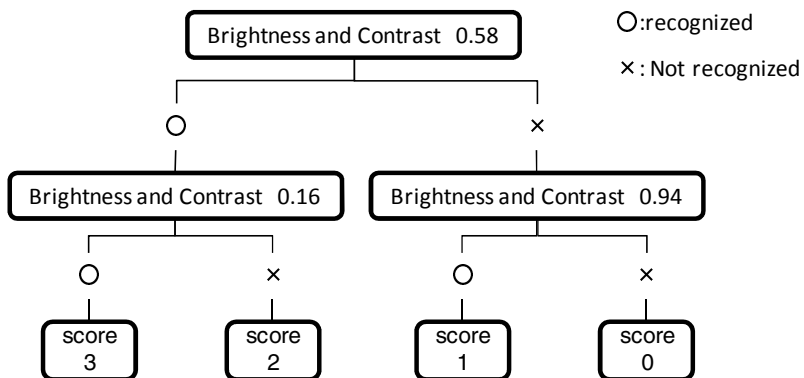 Brightness and Contrast 0.58
○:recognized
×: Not recognized
○ ×
Brightness and Contrast 0.16 Brightness and Contrast 0.94
○ × ○ ×
score score score score
3 2 1 0